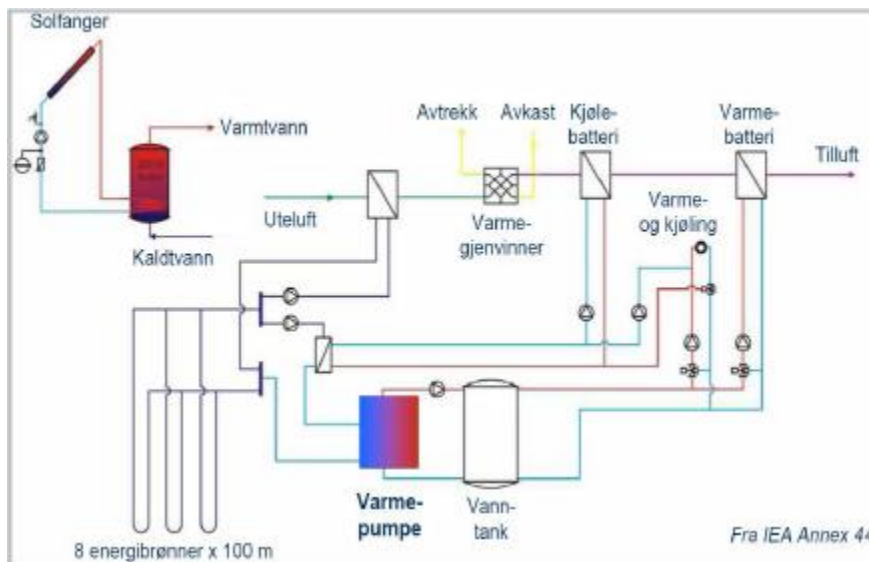 Solfanger
Varmtvann
Kaldtvann
Uteluft
Avtrekk
Avkast
Varme-
gjenvinner
Kjøle-
batteri
Varme-
batteri
Tilluft
Varme-
og kjøling
Varme-
pumpe
Vann-
tank
8 energibrønner x 100 m
Fra IEA Annex 44